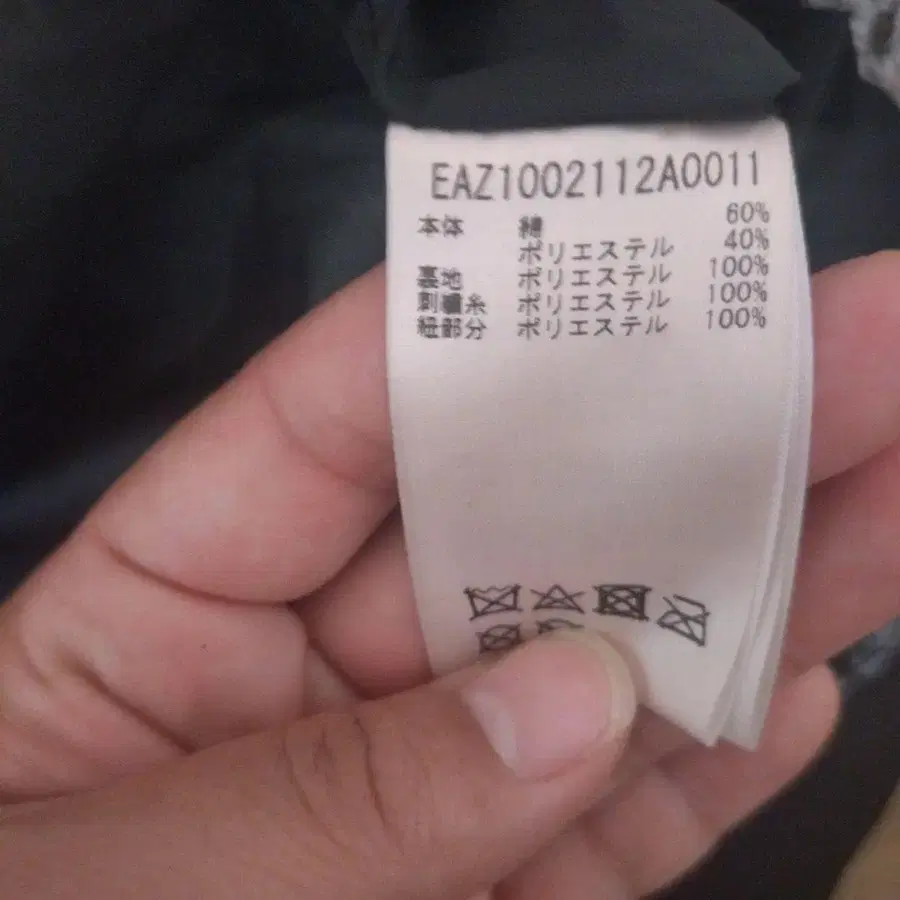 EAZ1002112A0011
本体 綿 60%
ポリエステル 40%
裏地 ポリエステル 100%
刺繍糸 ポリエステル 100%
紐部分 ポリエステル 100%